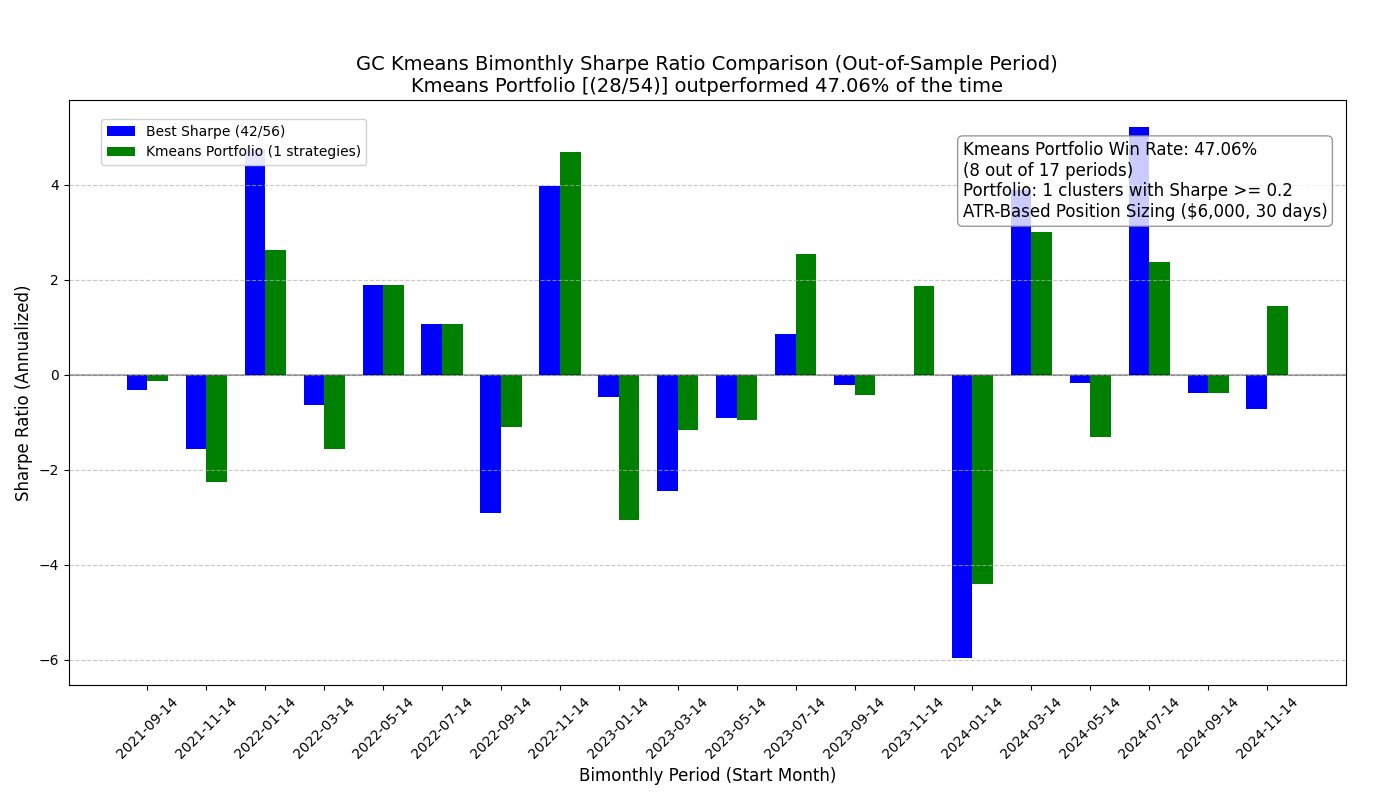 GC Kmeans Bimonthly Sharpe Ratio Comparison (Out-of-Sample Period)
Kmeans Portfolio [(28/54)] outperformed 47.06% of the time
Best Sharpe (42/56)
Kmeans Portfolio (1 strategies)
Kmeans Portfolio Win Rate: 47.06%
(8 out of 17 periods)
Portfolio: 1 clusters with Sharpe >= 0.2
ATR-Based Position Sizing ($6,000, 30 days)
Sharpe Ratio (Annualized)
4
2
0
−2
−4
−6
2021-09-14
2021-11-14
2022-01-14
2022-03-14
2022-05-14
2022-07-14
2022-09-14
2022-11-14
2023-01-14
2023-03-14
2023-05-14
2023-07-14
2023-09-14
2023-11-14
2024-01-14
2024-03-14
2024-05-14
2024-07-14
2024-09-14
2024-11-14
Bimonthly Period (Start Month)